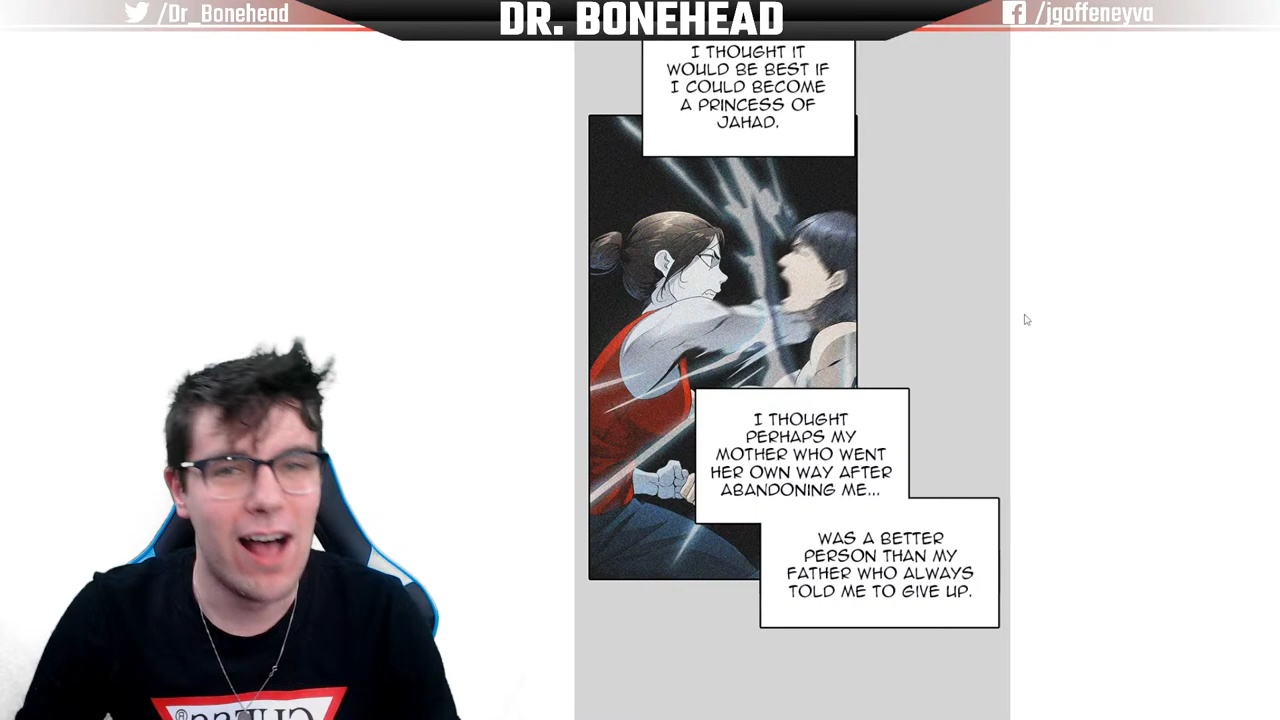 /Dr_Bonehead
DR. BONEHEAD
/jgoffeneyva
I THOUGHT IT
WOULD BE BEST IF
I COULD BECOME
A PRINCESS OF
JAHAD.
I THOUGHT
PERHAPS MY
MOTHER WHO WENT
HER OWN WAY AFTER
ABANDONING ME...
WAS A BETTER
PERSON THAN MY
FATHER WHO ALWAYS
TOLD ME TO GIVE UP.